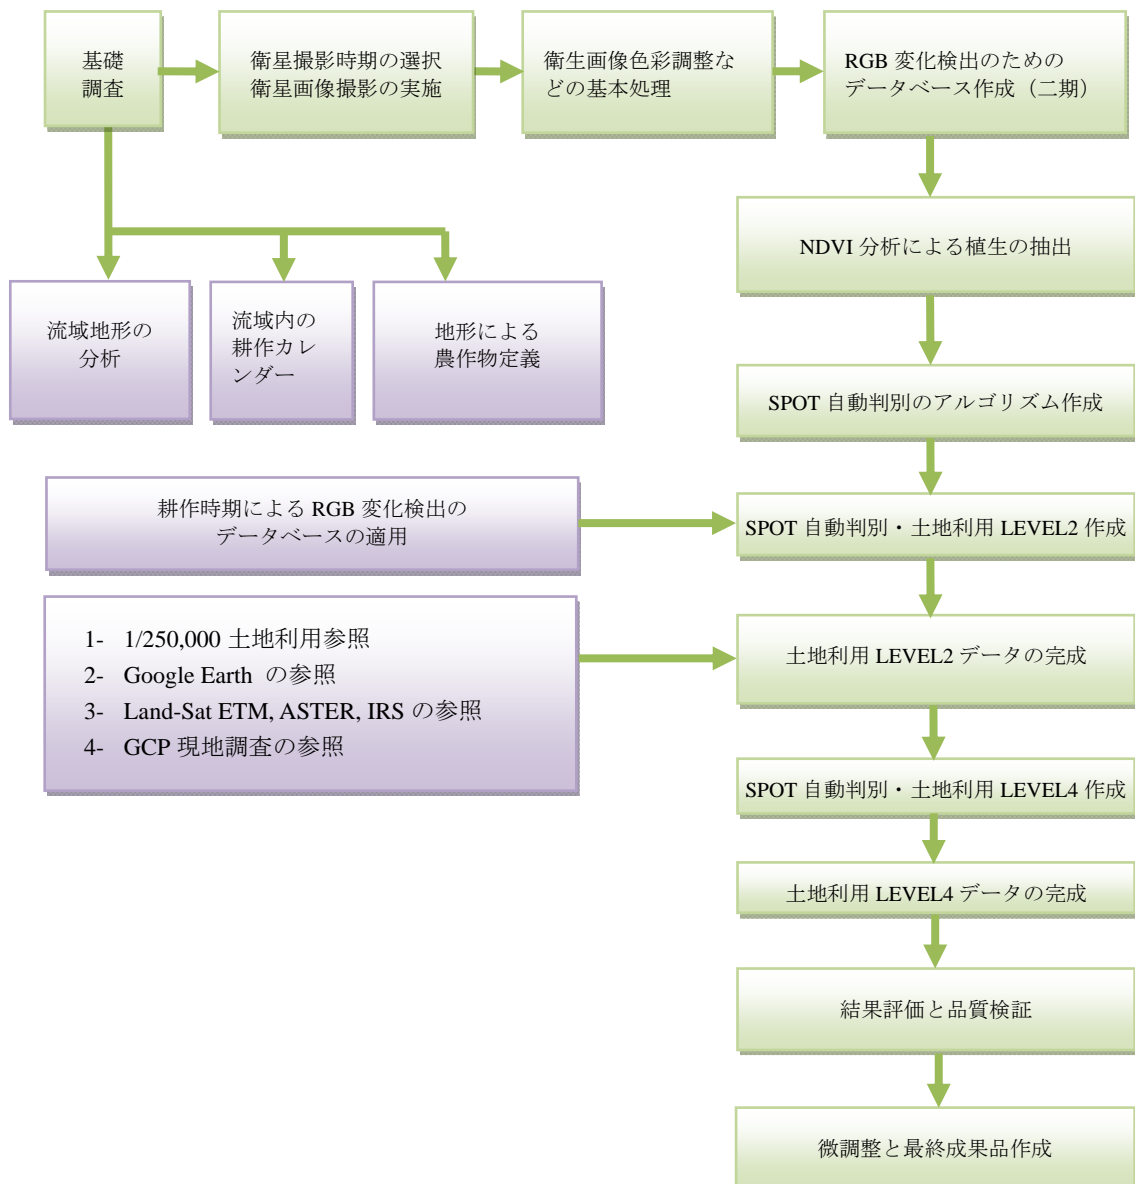 基礎
調査
衛星撮影時期の選択
衛星画像撮影の実施
衛生画像色彩調整な
どの基本処理
RGB 変化検出のための
データベース作成（二期）
NDVI 分析による植生の抽出
流域地形の
分析
流域内の
耕作カレ
ンダー
地形による
農作物定義
SPOT 自動判別のアルゴリズム作成
耕作時期による RGB 変化検出の
データベースの適用
SPOT 自動判別・土地利用 LEVEL2 作成
1- 1/250,000 土地利用参照
2- Google Earth の参照
3- Land-Sat ETM, ASTER, IRS の参照
4- GCP 現地調査の参照
土地利用 LEVEL2 データの完成
SPOT 自動判別・土地利用 LEVEL4 作成
土地利用 LEVEL4 データの完成
結果評価と品質検証
微調整と最終成果品作成